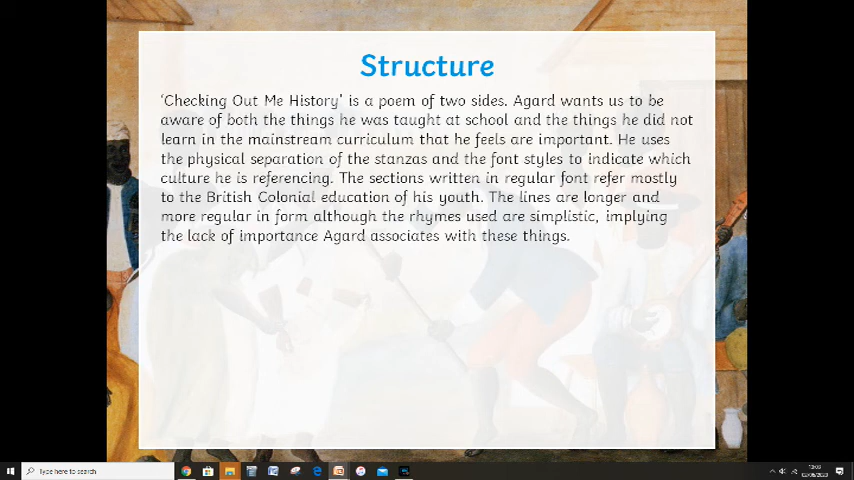 Structure
‘Checking Out Me History’ is a poem of two sides. Agard wants us to be
aware of both the things he was taught at school and the things he did not
learn in the mainstream curriculum that he feels are important. He uses
the physical separation of the stanzas and the font styles to indicate which
culture he is referencing. The sections written in regular font refer mostly
to the British Colonial education of his youth. The lines are longer and
more regular in form although the rhymes used are simplistic, implying
the lack of importance Agard associates with these things.
Type here to search